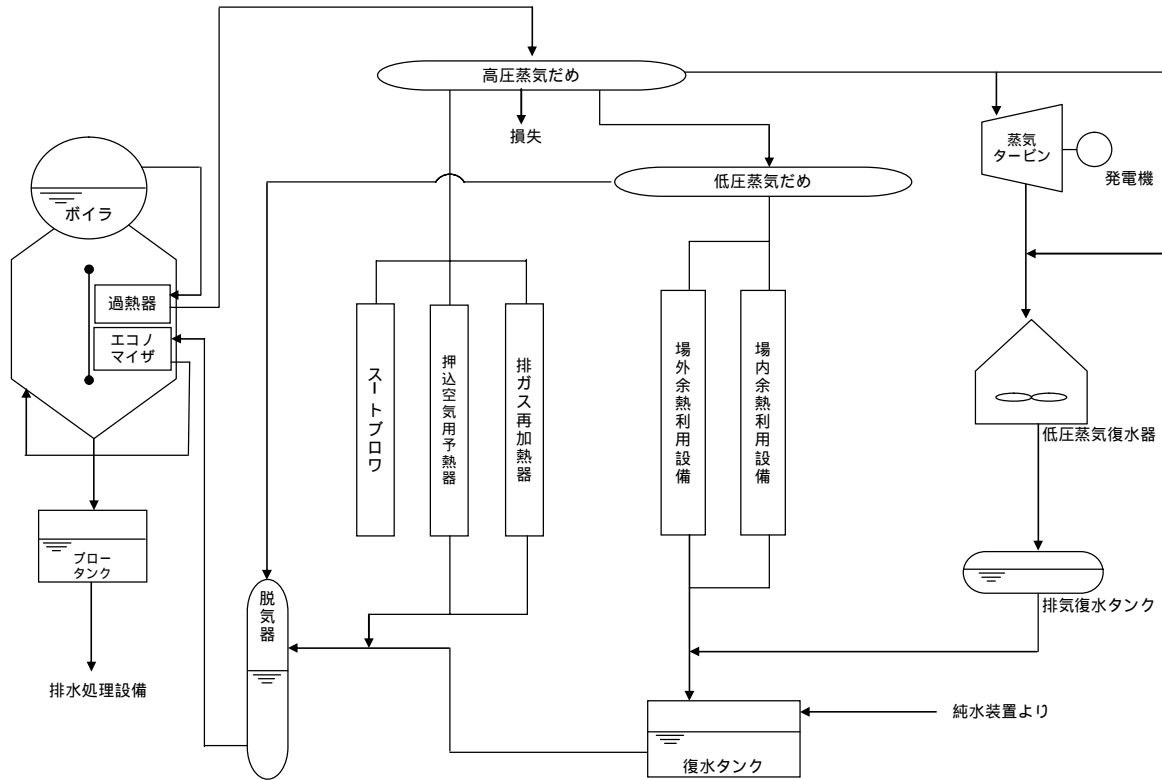 高圧蒸気だめ
損失
蒸気
タービン
発電機
低圧蒸気だめ
ボイラ
過熱器
エコノ
マイザ
スートブロワ
押込空気用予熱器
排ガス再加熱器
場外余熱利用設備
場内余熱利用設備
低圧蒸気復水器
ブロー
タンク
脱気器
排気復水タンク
排水処理設備
純水装置より
復水タンク